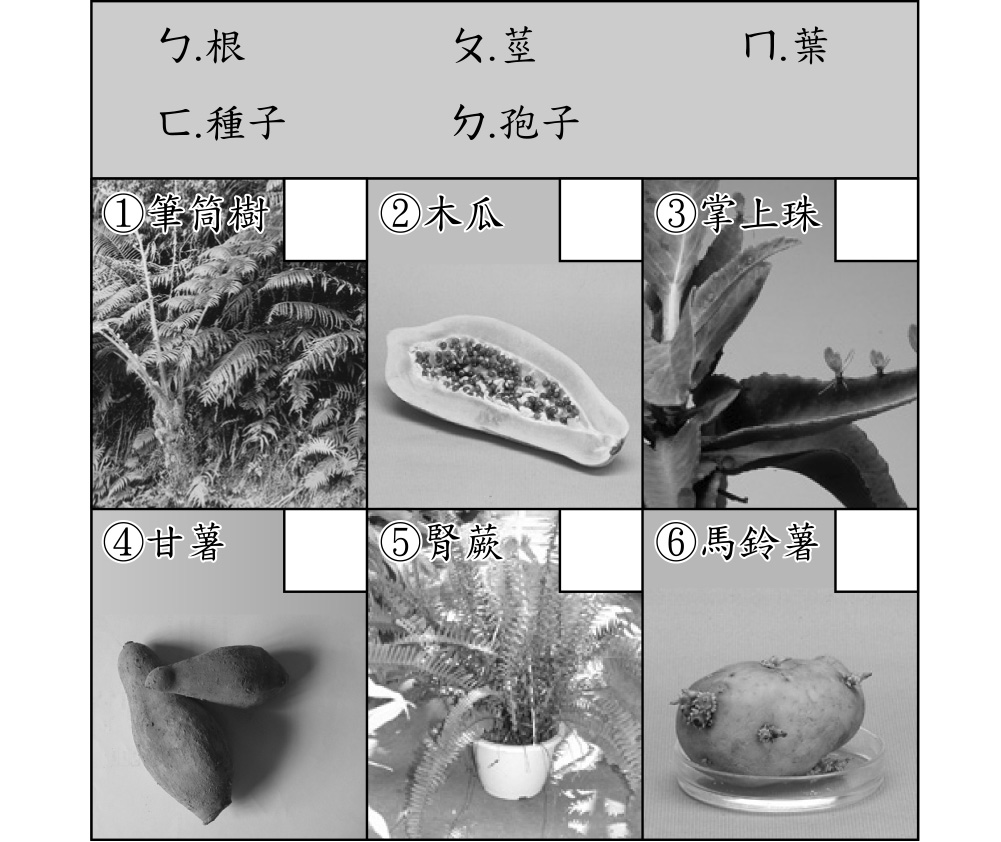 ㄅ.根 ㄆ.莖 ㄇ.葉
ㄈ.種子 ㄉ.孢子
①筆筒樹 ②木瓜 ③掌上珠
④甘薯 ⑤腎蕨 ⑥馬鈴薯